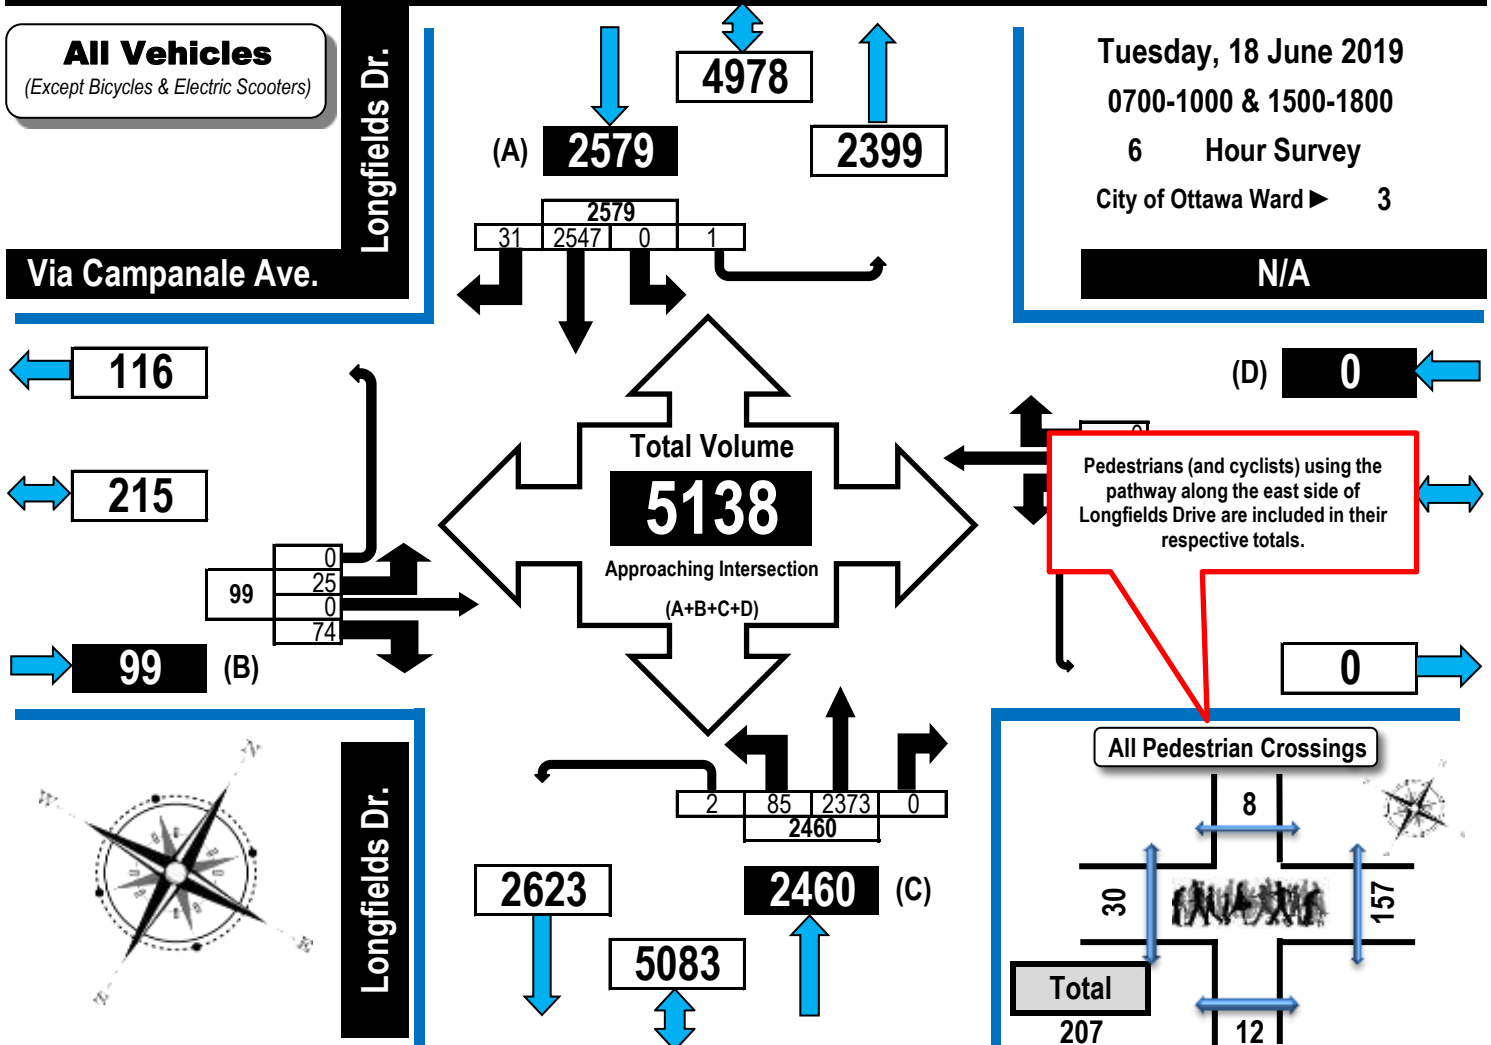 All Vehicles
(Except Bicycles & Electric Scooters)
Longfields Dr.
Via Campanale Ave.
4978
(A) 2579
2399
2579
31 2547 0 1
Tuesday, 18 June 2019
0700-1000 & 1500-1800
6 Hour Survey
City of Ottawa Ward ► 3
N/A
116
(D) 0
215
Total Volume
5138
Approaching Intersection
(A+B+C+D)
Pedestrians (and cyclists) using the
pathway along the east side of
Longfields Drive are included in their
respective totals.
0
25
99
0
74
99 (B)
0
2 85 2373 0
2460
2623
2460 (C)
5083
Longfields Dr.
N
W
E
All Pedestrian Crossings
8
30
157
Total
207
12